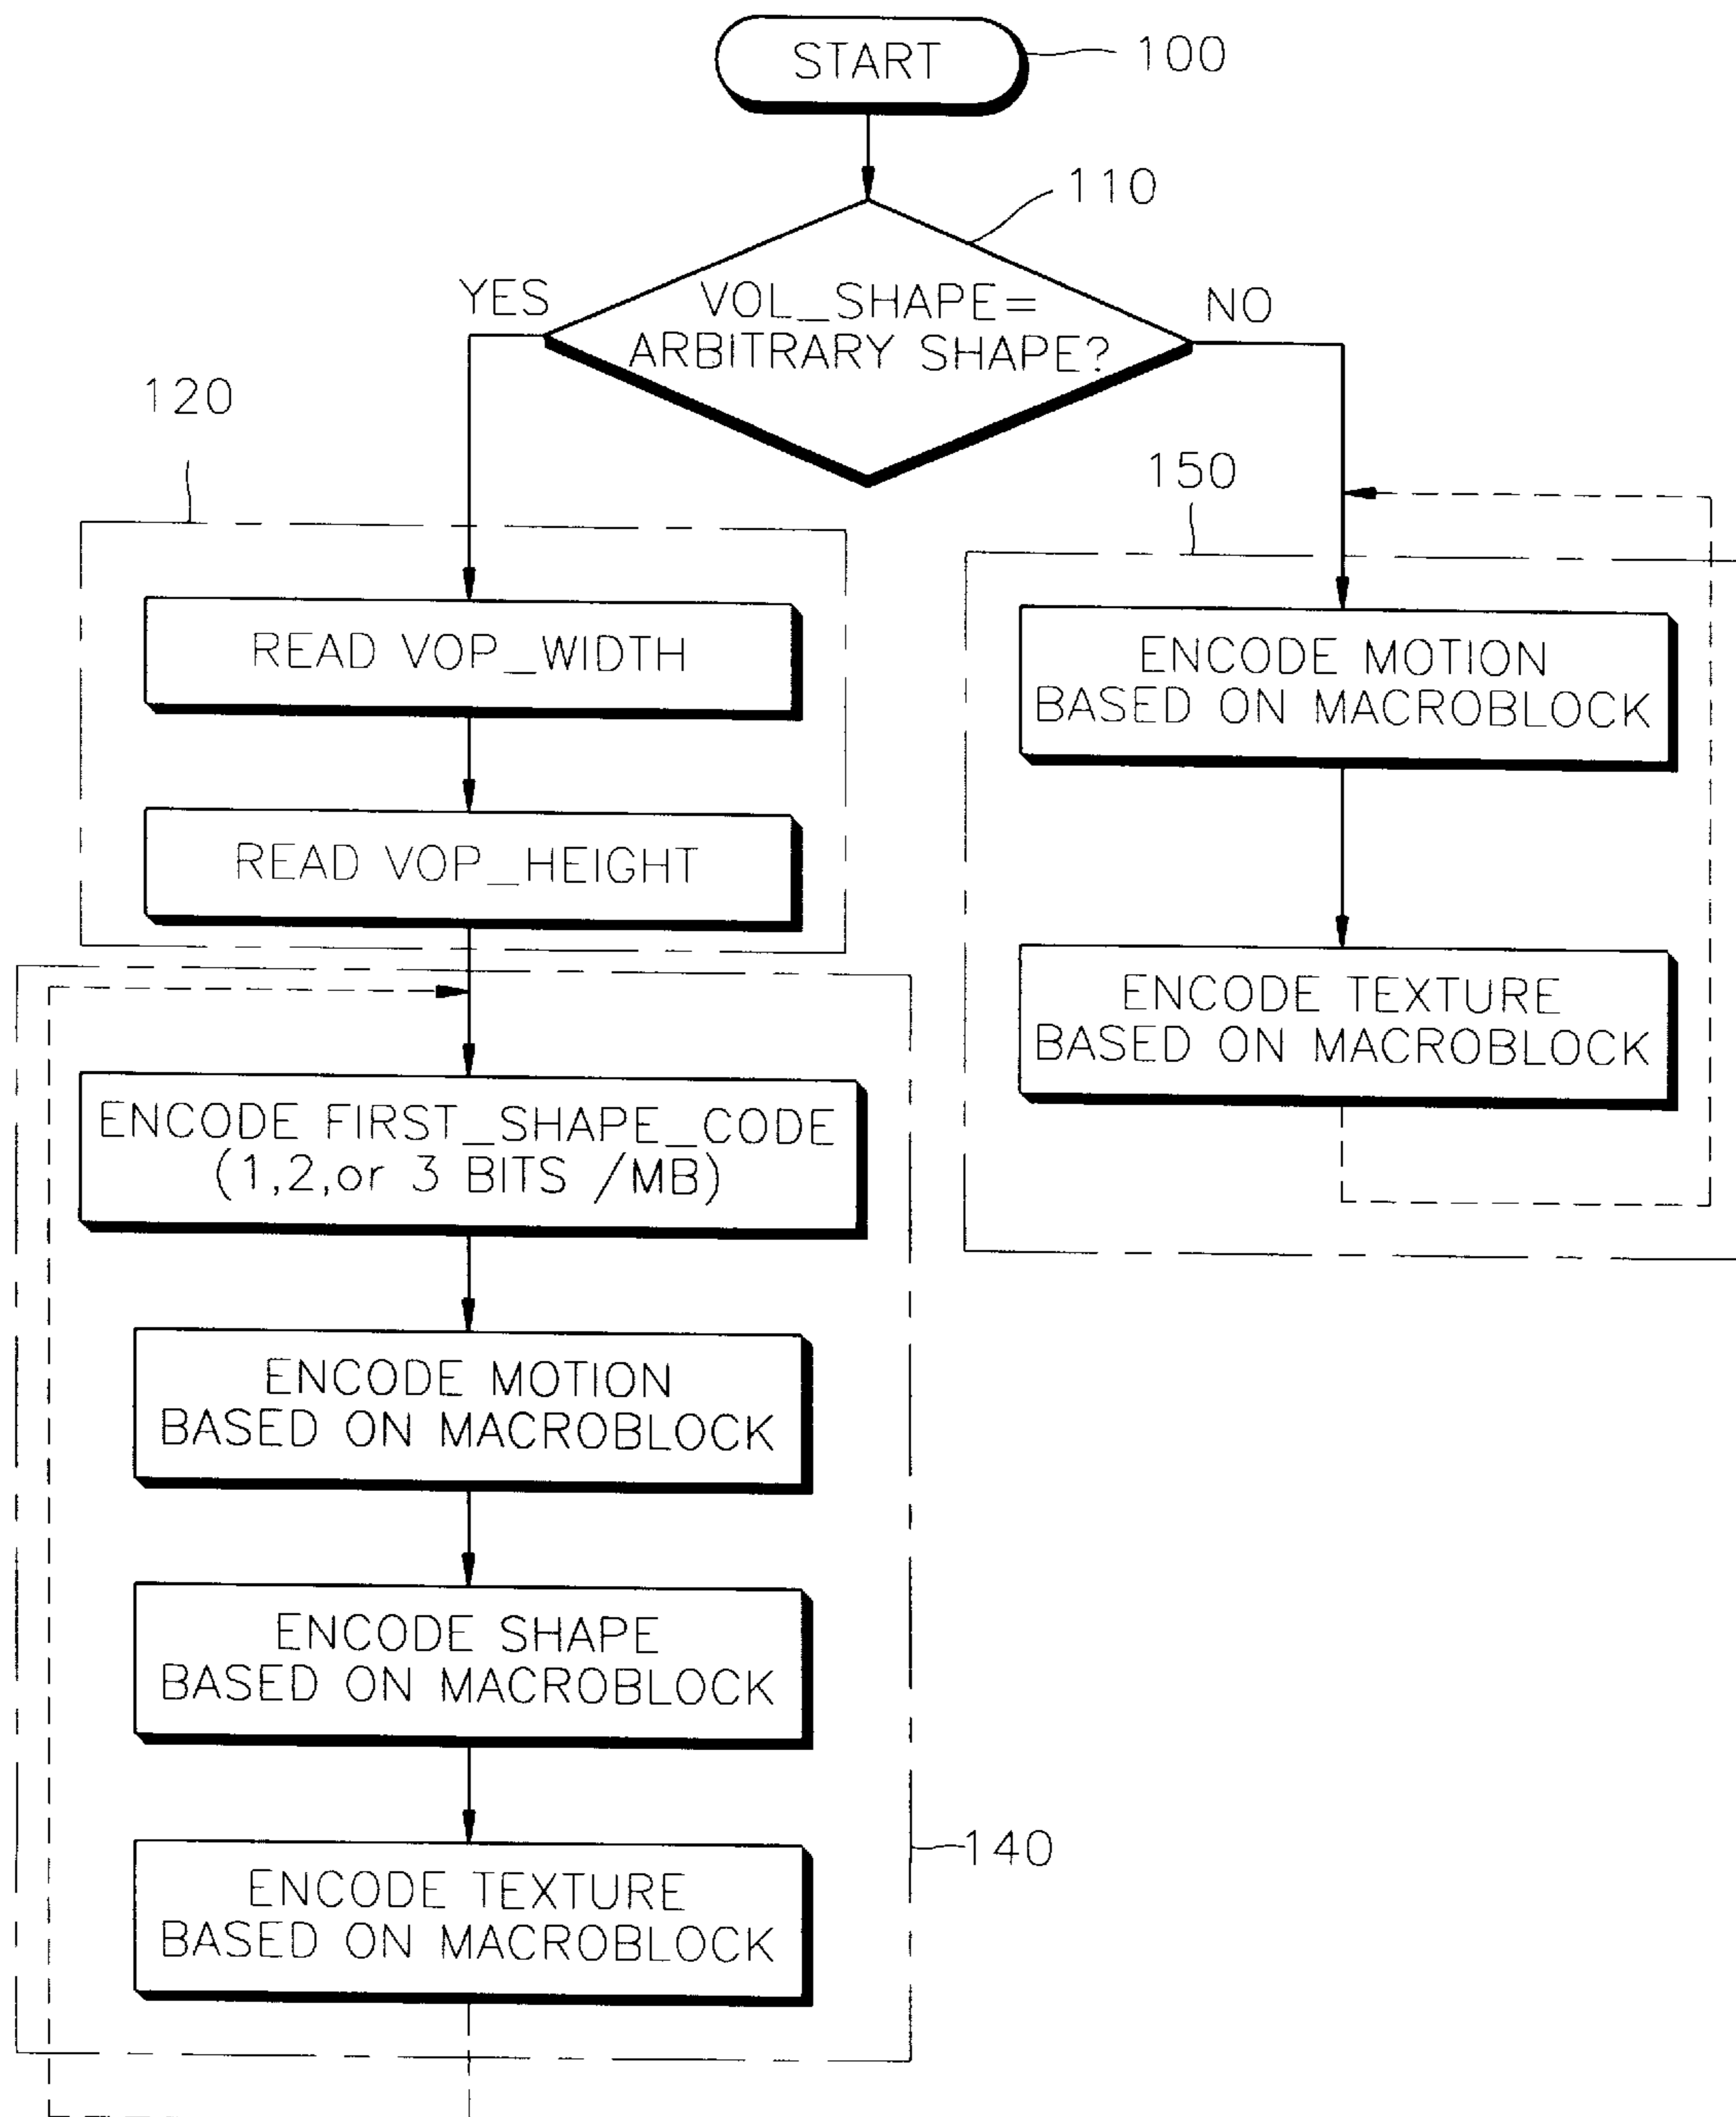 START
100
110
VOL_SHAPE=
ARBITRARY SHAPE?
YES
NO
120
READ VOP_WIDTH
READ VOP_HEIGHT
ENCODE FIRST_SHAPE_CODE
(1,2,or 3 BITS /MB)
ENCODE MOTION
BASED ON MACROBLOCK
ENCODE SHAPE
BASED ON MACROBLOCK
ENCODE TEXTURE
BASED ON MACROBLOCK
140
150
ENCODE MOTION
BASED ON MACROBLOCK
ENCODE TEXTURE
BASED ON MACROBLOCK